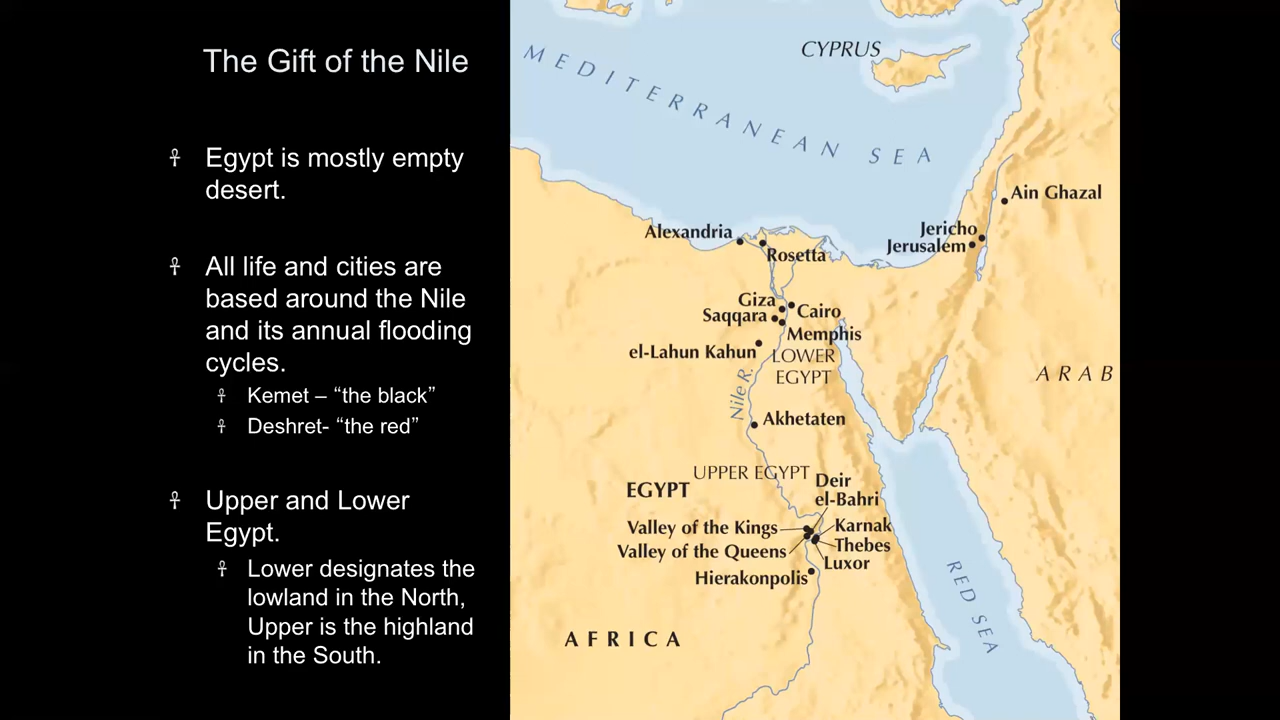 The Gift of the Nile
☥ Egypt is mostly empty
desert.
☥ All life and cities are
based around the Nile
and its annual flooding
cycles.
☥ Kemet – “the black”
☥ Deshret- “the red”
☥ Upper and Lower
Egypt.
☥ Lower designates the
lowland in the North,
Upper is the highland
in the South.
CYPRUS
MEDITERRANEAN SEA
Ain Ghazal
Jericho
Jerusalem
Alexandria
Rosetta
Giza
Cairo
Saqqara
Memphis
el-Lahun Kahun
LOWER
EGYPT
ARAB
Nile R.
Akhetaten
UPPER EGYPT
EGYPT
Deir
el-Bahri
Valley of the Kings
Karnak
Valley of the Queens
Thebes
Luxor
Hierakonpolis
RED SEA
AFRICA